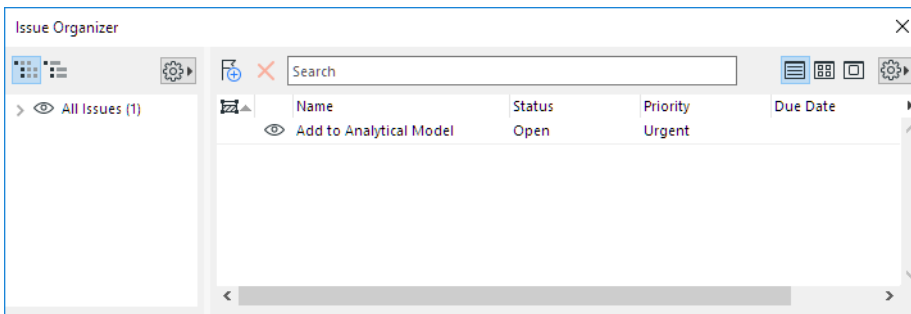 Issue Organizer
Search
All Issues (1)
Name Status Priority Due Date
Add to Analytical Model Open Urgent